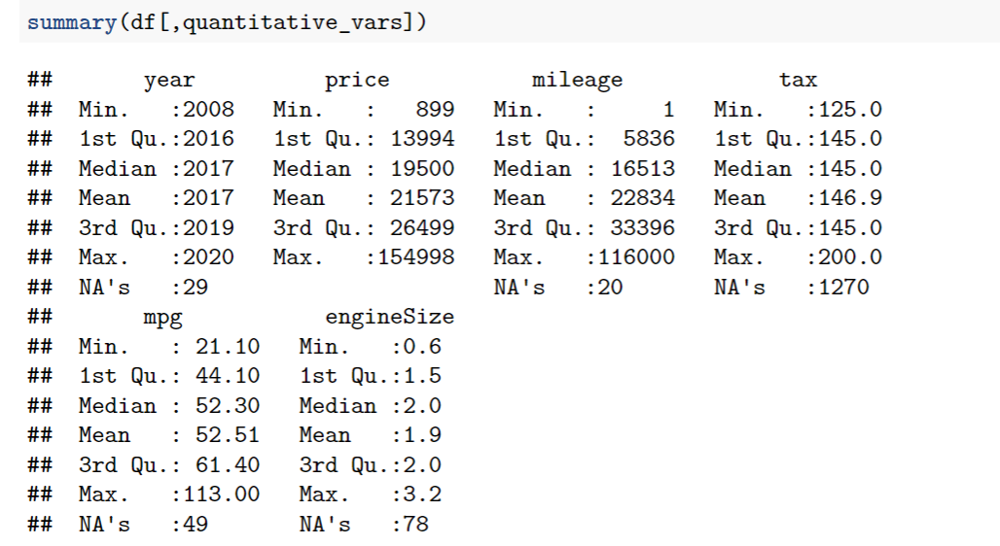 summary(df[,quantitative_vars])
##      year          price           mileage            tax
##  Min.   :2008   Min.   :   899   Min.   :     1   Min.   :125.0
##  1st Qu.:2016   1st Qu.: 13994   1st Qu.:  5836   1st Qu.:145.0
##  Median :2017   Median : 19500   Median : 16513   Median :145.0
##  Mean   :2017   Mean   : 21573   Mean   : 22834   Mean   :146.9
##  3rd Qu.:2019   3rd Qu.: 26499   3rd Qu.: 33396   3rd Qu.:145.0
##  Max.   :2020   Max.   :154998   Max.   :116000   Max.   :200.0
##  NA's   :29                      NA's   :20       NA's   :1270
##      mpg           engineSize
##  Min.   : 21.10   Min.   :0.6
##  1st Qu.: 44.10   1st Qu.:1.5
##  Median : 52.30   Median :2.0
##  Mean   : 52.51   Mean   :1.9
##  3rd Qu.: 61.40   3rd Qu.:2.0
##  Max.   :113.00   Max.   :3.2
##  NA's   :49       NA's   :78